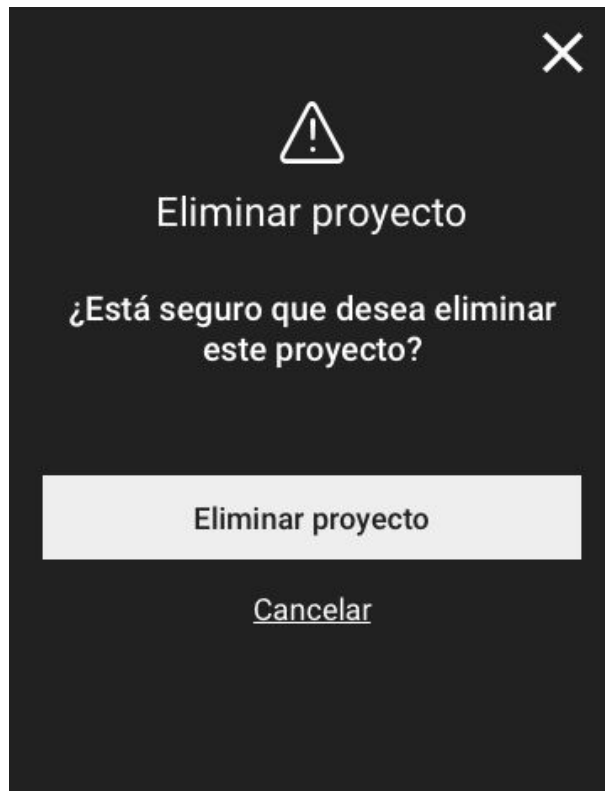 Eliminar proyecto
¿Está seguro que desea eliminar
este proyecto?
Eliminar proyecto
Cancelar